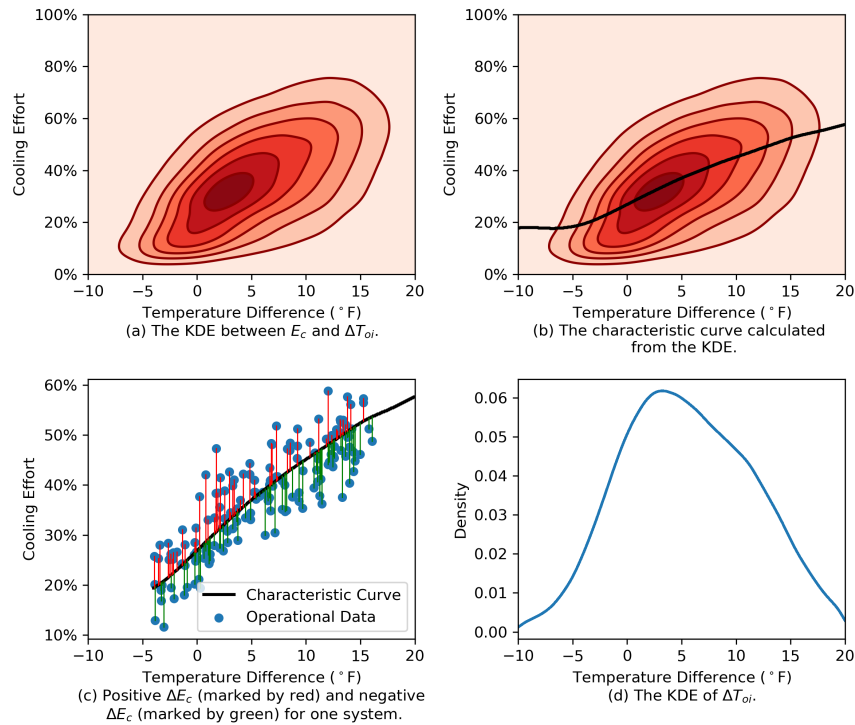 100%
80%
60%
40%
20%
0%
Cooling Effort
−10 −5 0 5 10 15 20
Temperature Difference (°F)
(a) The KDE between E_c and ΔT_oi.
100%
80%
60%
40%
20%
0%
Cooling Effort
−10 −5 0 5 10 15 20
Temperature Difference (°F)
(b) The characteristic curve calculated
from the KDE.
60%
50%
40%
30%
20%
10%
Cooling Effort
Characteristic Curve
Operational Data
−10 −5 0 5 10 15 20
Temperature Difference (°F)
(c) Positive ΔE_c (marked by red) and negative
ΔE_c (marked by green) for one system.
0.06
0.05
0.04
0.03
0.02
0.01
0.00
Density
−10 −5 0 5 10 15 20
Temperature Difference (°F)
(d) The KDE of ΔT_oi.